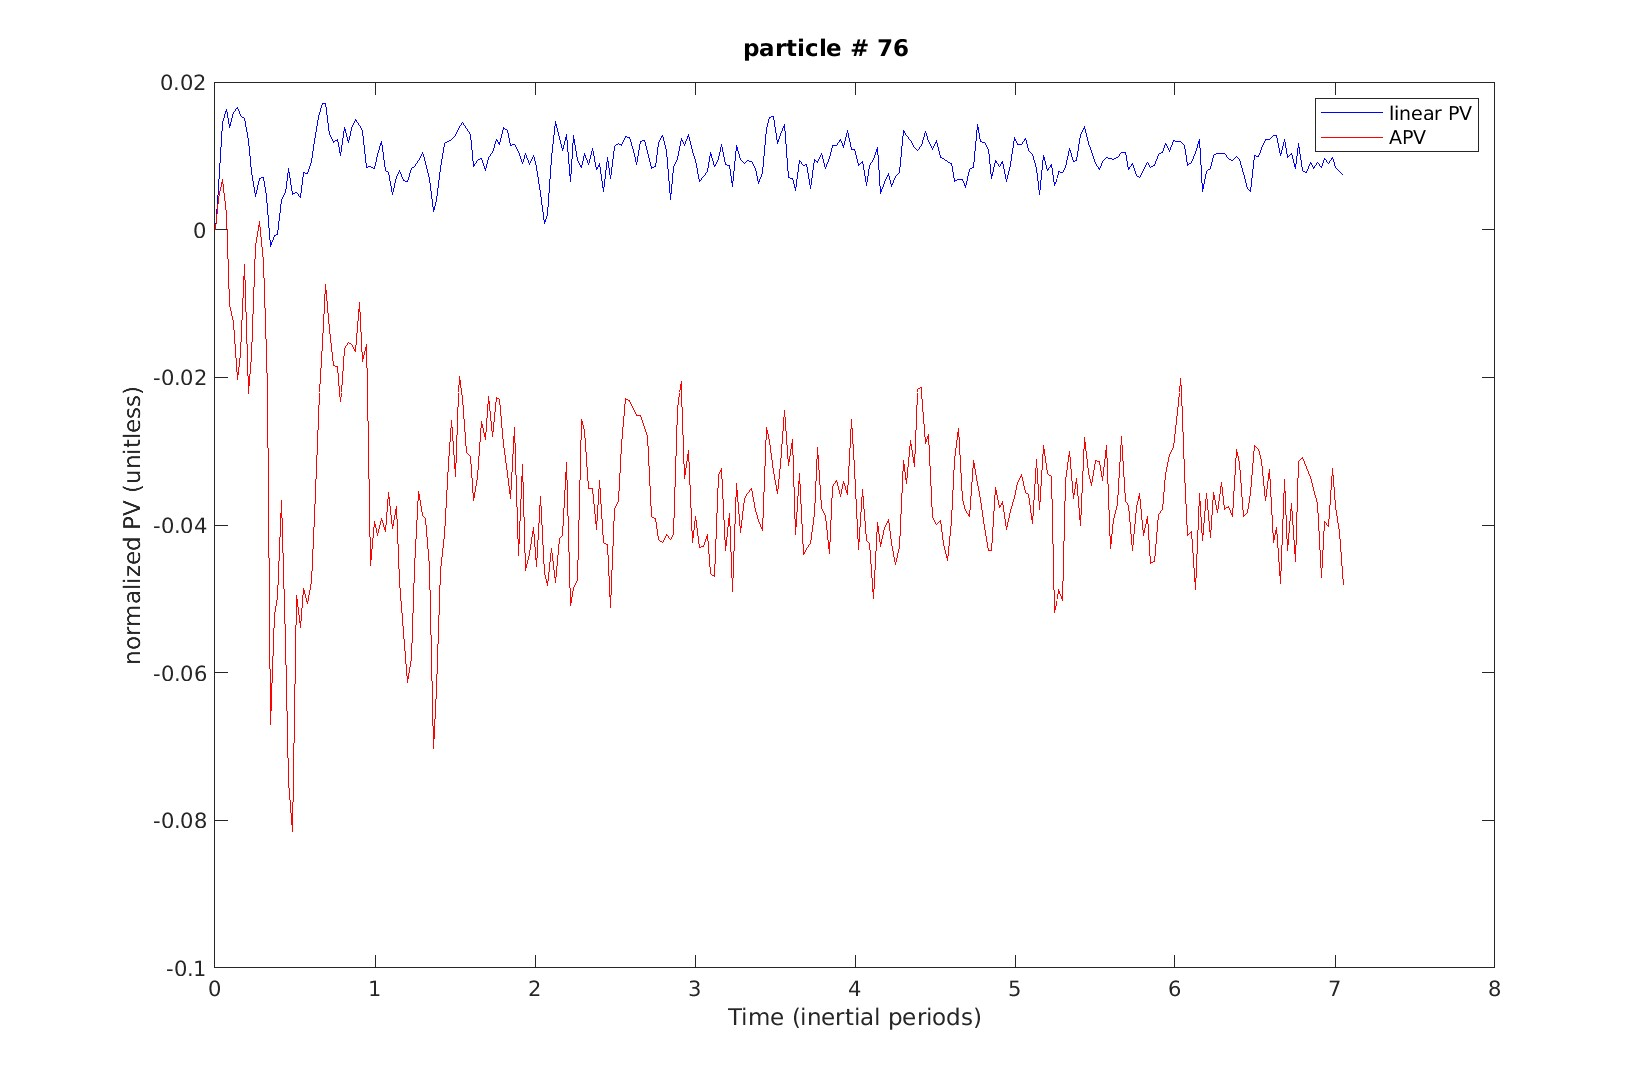 particle # 76
linear PV
APV
normalized PV (unitless)
0.02
0
-0.02
-0.04
-0.06
-0.08
-0.1
0 1 2 3 4 5 6 7 8
Time (inertial periods)